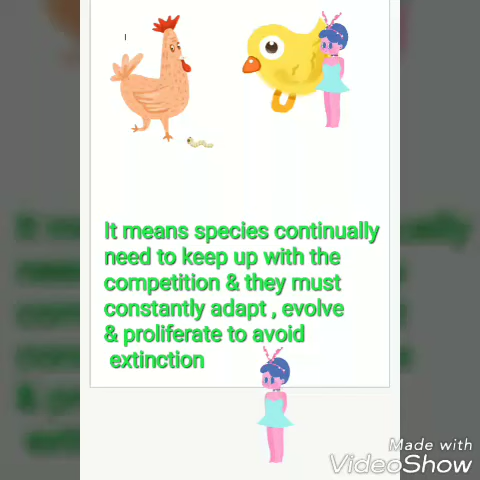 It means species continually
need to keep up with the
competition & they must
constantly adapt , evolve
& proliferate to avoid
extinction
Made with
VideoShow